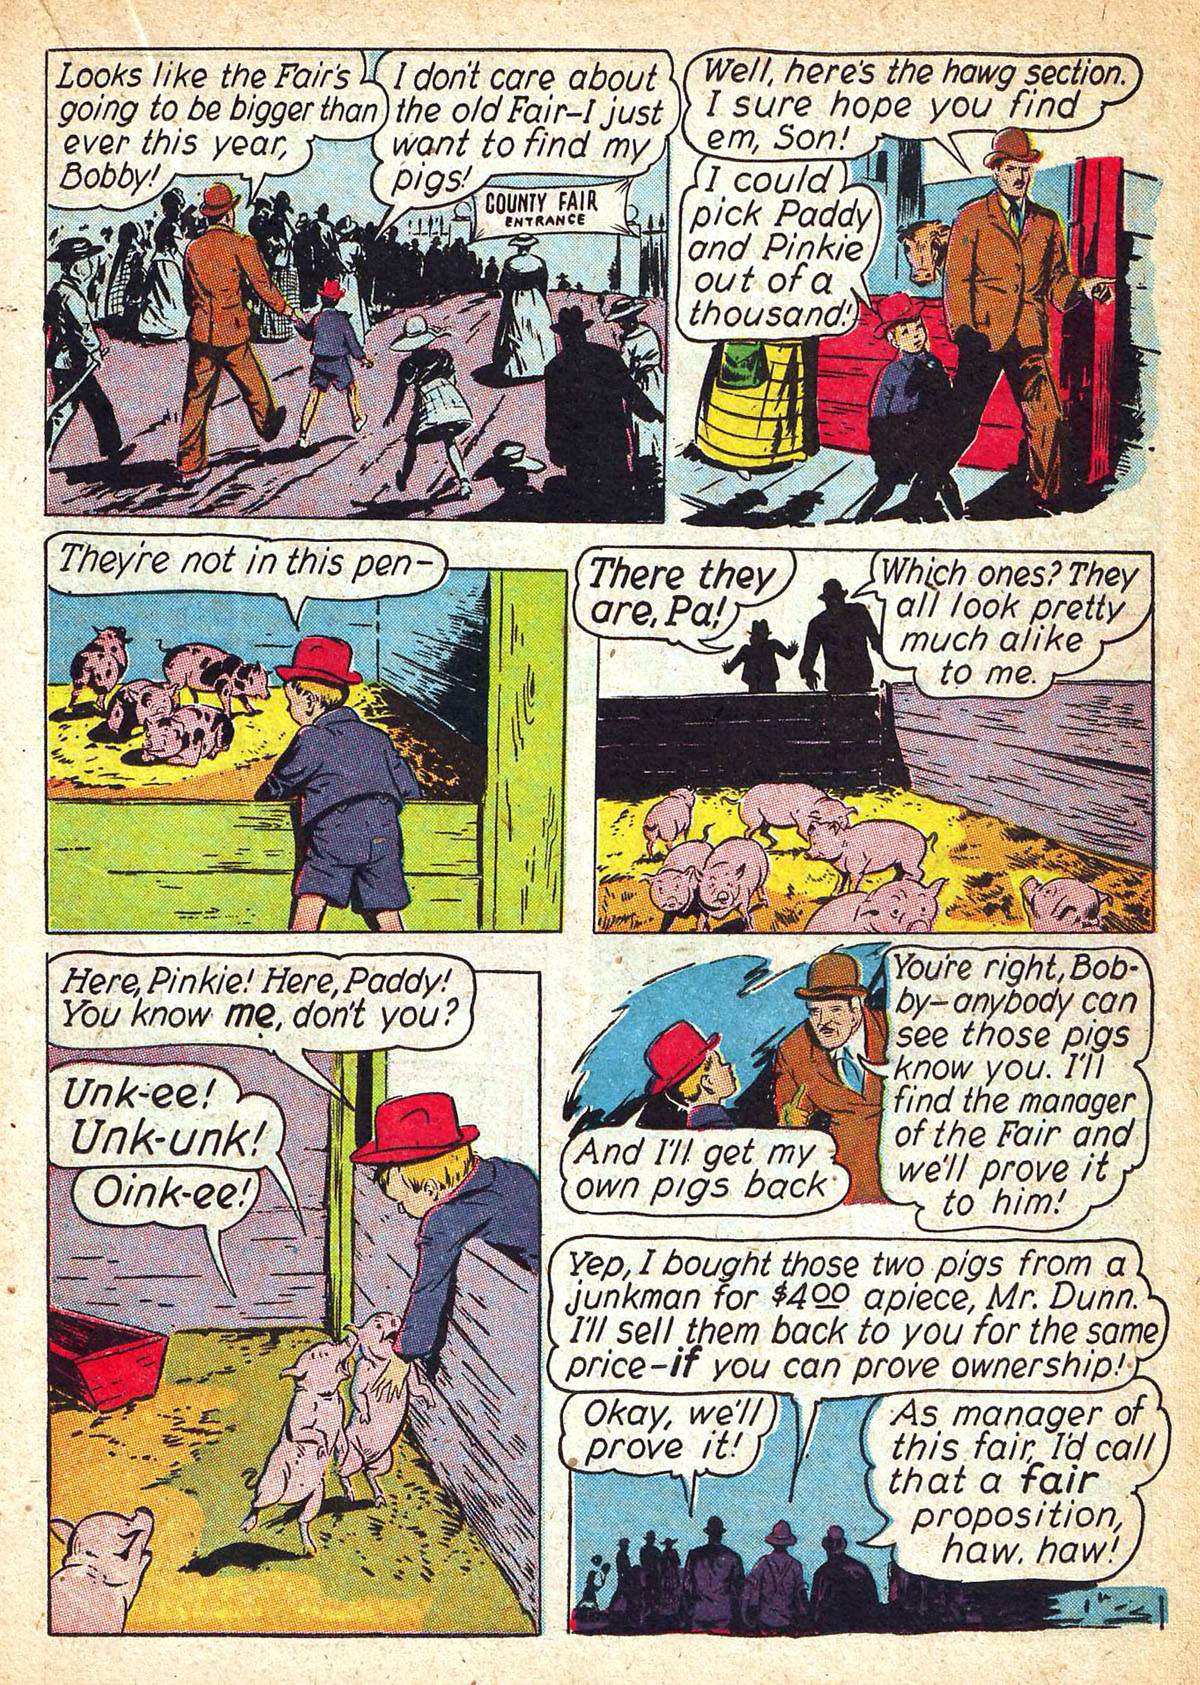 Looks like the Fair's
going to be bigger than
ever this year,
Bobby!
I don't care about
the old Fair–I just
want to find my
pigs!
COUNTY FAIR
ENTRANCE
Well, here's the hawg section.
I sure hope you find
em, Son!
I could
pick Paddy
and Pinkie
out of a
thousand!
They're not in this pen–
There they
are, Pa!
Which ones? They
all look pretty
much alike
to me.
Here, Pinkie! Here, Paddy!
You know me, don't you?
Unk-ee!
Unk-unk!
Oink-ee!
You're right, Bob-
by–anybody can
see those pigs
know you. I'll
find the manager
of the Fair and
we'll prove it
to him!
And I'll get my
own pigs back
Yep, I bought those two pigs from a
junkman for $4.00 apiece, Mr. Dunn.
I'll sell them back to you for the same
price–if you can prove ownership!
Okay, we'll
prove it!
As manager of
this fair, I'd call
that a fair
proposition,
haw. haw!